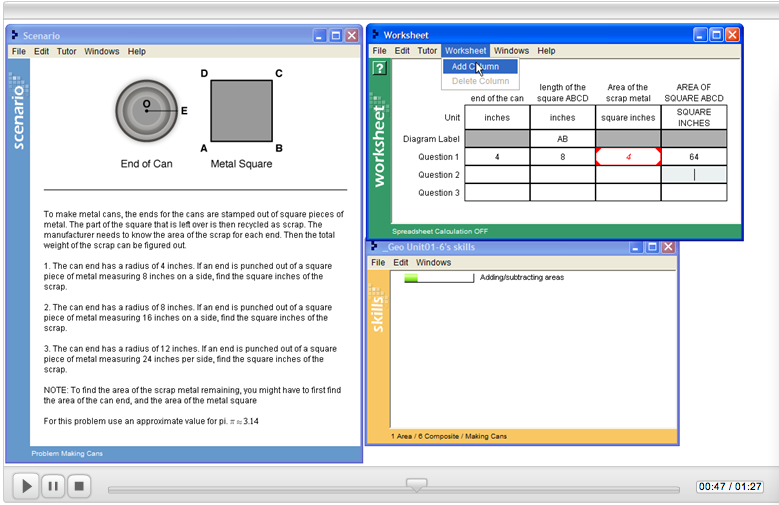 Scenario
File Edit Tutor Windows Help
scenario
D C
O E
A B
End of Can Metal Square
To make metal cans, the ends for the cans are stamped out of square pieces of
metal. The part of the square that is left over is then recycled as scrap. The
manufacturer needs to know the area of the scrap for each end. Then the total
weight of the scrap can be figured out.
1. The can end has a radius of 4 inches. If an end is punched out of a square
piece of metal measuring 8 inches on a side, find the square inches of the
scrap.
2. The can end has a radius of 8 inches. If an end is punched out of a square
piece of metal measuring 16 inches on a side, find the square inches of the
scrap.
3. The can end has a radius of 12 inches. If an end is punched out of a square
piece of metal measuring 24 inches per side, find the square inches of the
scrap.
NOTE: To find the area of the scrap metal remaining, you might have to first find
the area of the can end, and the area of the metal square
For this problem use an approximate value for pi. π ≈ 3.14
Problem Making Cans
Worksheet
File Edit Tutor Worksheet Windows Help
Add Column
Delete Column
?
worksheet
end of the can
length of the
square ABCD
Area of the
scrap metal
AREA OF
SQUARE ABCD
Unit inches inches square inches SQUARE
INCHES
Diagram Label AB
Question 1 4 8 4 64
Question 2
Question 3
Spreadsheet Calculation OFF
_Geo Unit01-6's skills
File Edit Windows
skills
Adding/subtracting areas
1 Area / 6 Composite / Making Cans
00:47 / 01:27